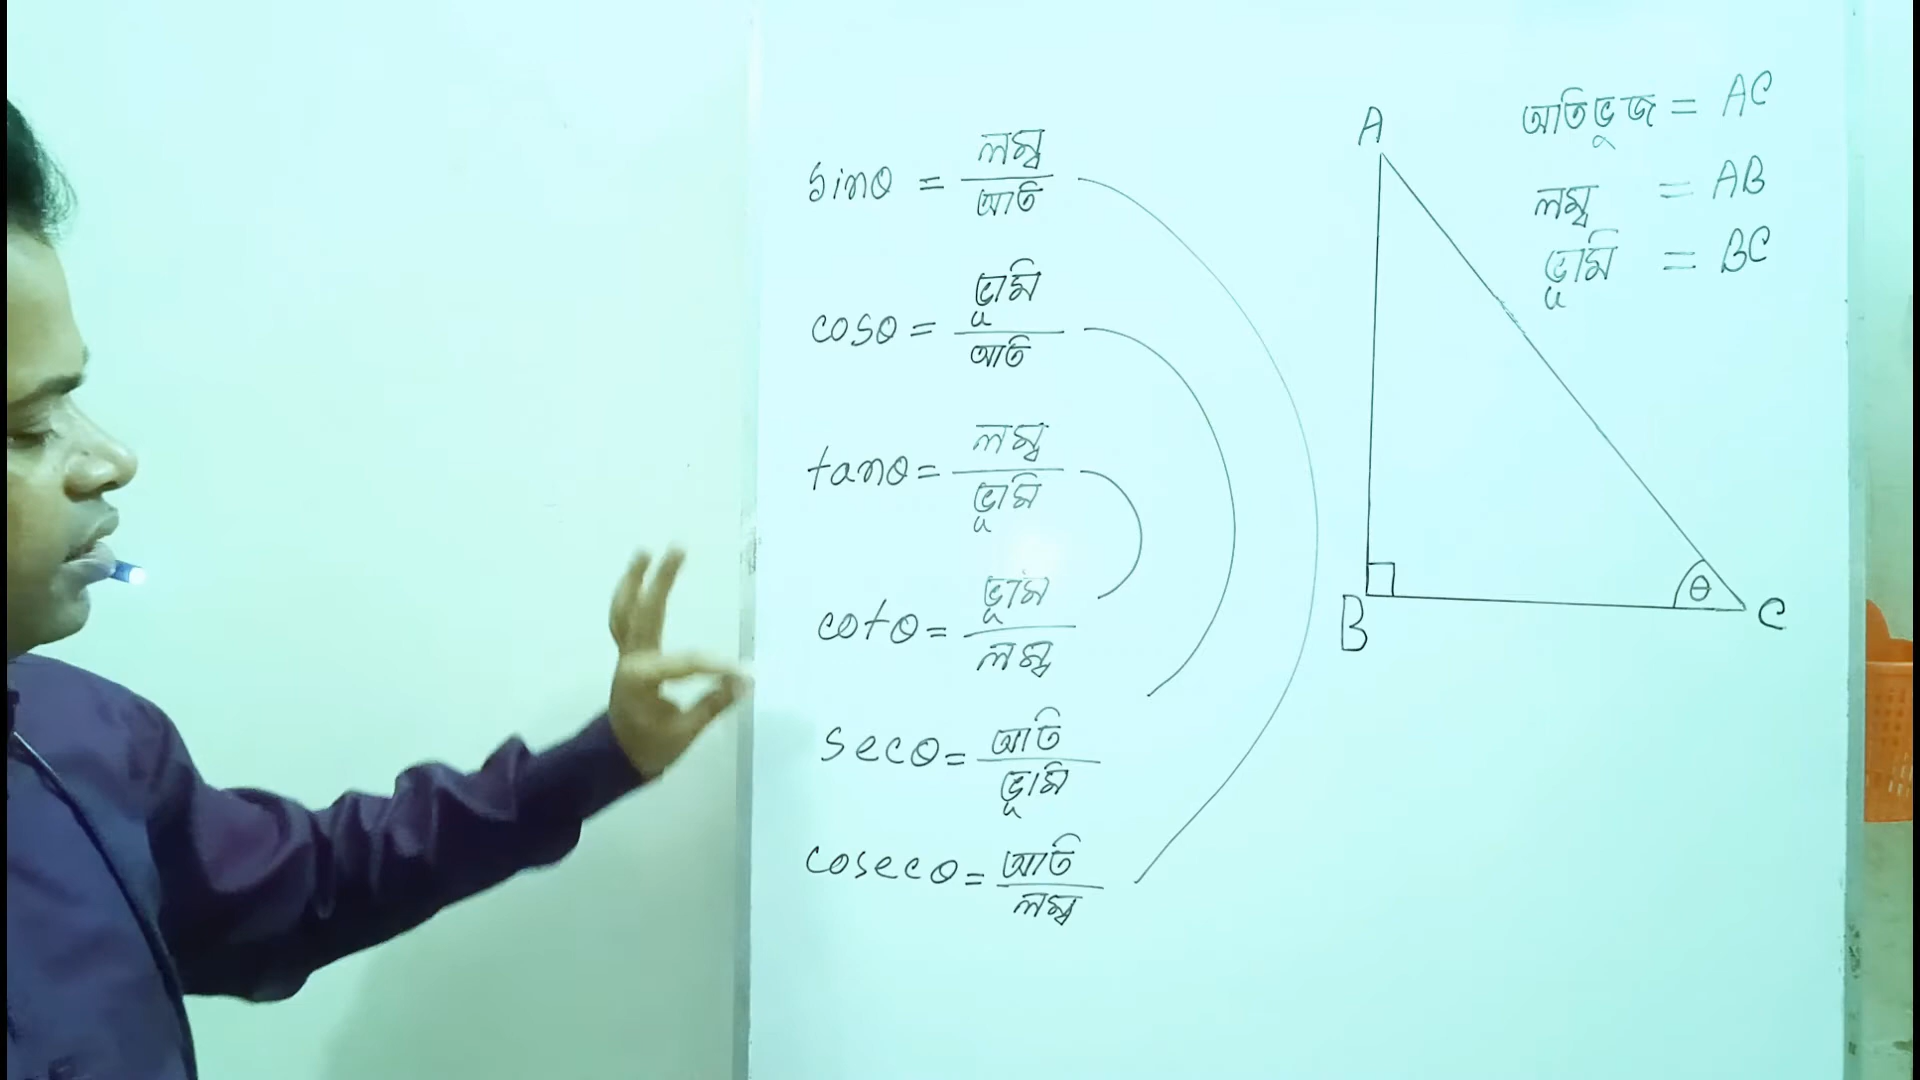 sinθ = লম্ব / অতি
cosθ = ভূমি / অতি
tanθ = লম্ব / ভূমি
cotθ = ভূমি / লম্ব
secθ = অতি / ভূমি
cosecθ = অতি / লম্ব
A
B
C
θ
অতিভূজ = AC
লম্ব = AB
ভূমি = BC